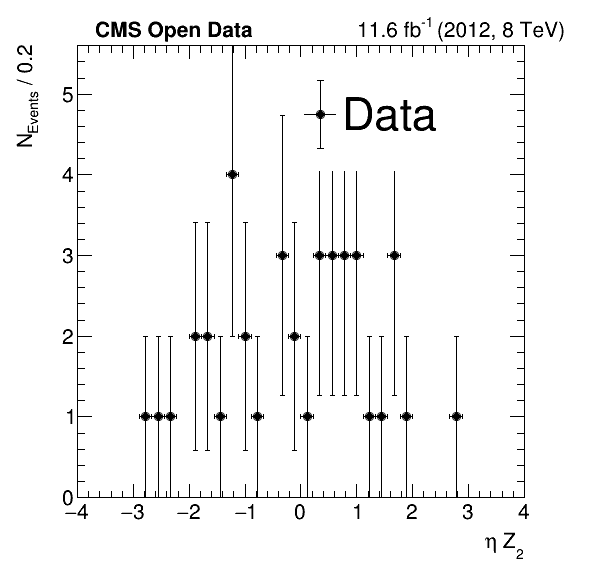 CMS Open Data 11.6 fb⁻¹ (2012, 8 TeV)
N_Events / 0.2
Data
5
4
3
2
1
0
−4 −3 −2 −1 0 1 2 3 4
η Z₂